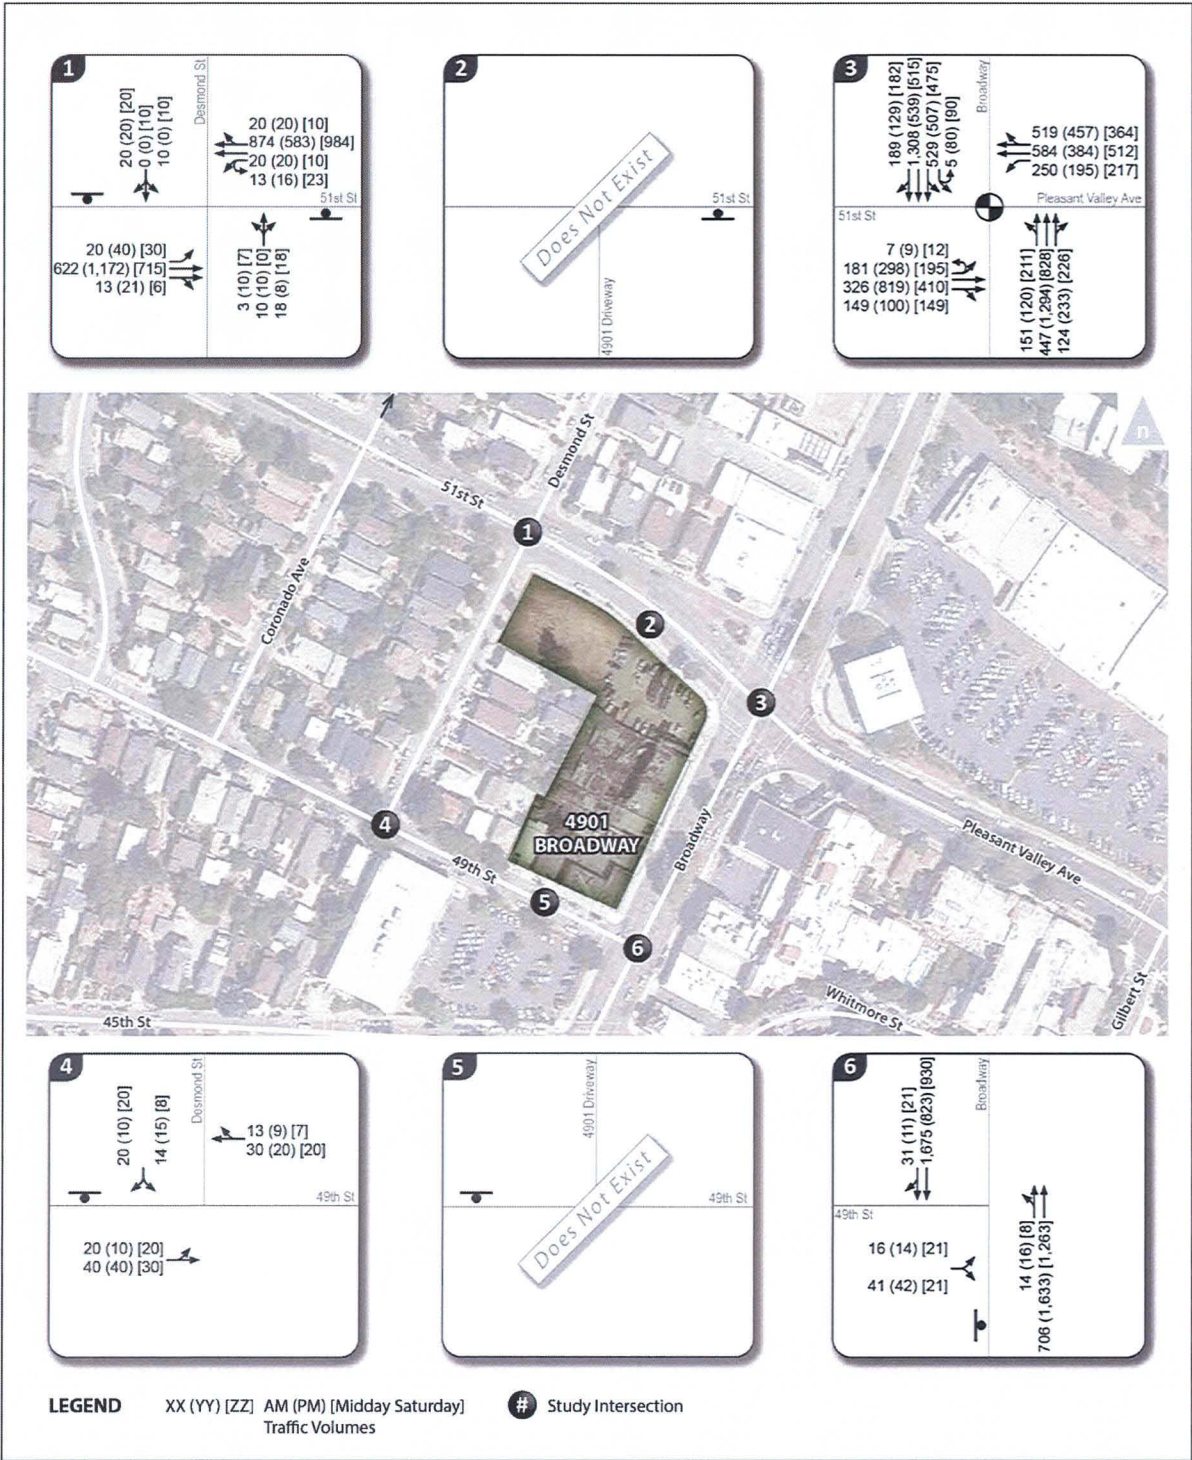 1
Desmond St
20 (20) [20]
0 (0) [10]
10 (0) [10]
20 (20) [10]
874 (583) [984]
20 (20) [10]
13 (16) [23]
51st St
20 (40) [30]
622 (1,172) [715]
13 (21) [6]
3 (10) [7]
10 (10) [0]
18 (8) [18]
2
Does Not Exist
51st St
4901 Driveway
3
189 (129) [182]
1,308 (539) [515]
529 (507) [475]
5 (80) [90]
Broadway
519 (457) [364]
584 (384) [512]
250 (195) [217]
Pleasant Valley Ave
51st St
7 (9) [12]
181 (298) [195]
326 (819) [410]
149 (100) [149]
151 (120) [211]
447 (1,294) [828]
124 (233) [226]
n
Desmond St
51st St
1
Coronado Ave
2
3
4
4901
BROADWAY
Broadway
Pleasant Valley Ave
49th St
5
6
Whitmore St
Gilbert St
45th St
4
20 (10) [20]
14 (15) [8]
Desmond St
13 (9) [7]
30 (20) [20]
49th St
20 (10) [20]
40 (40) [30]
5
4901 Driveway
Does Not Exist
49th St
6
31 (11) [21]
1,675 (823) [930]
Broadway
49th St
16 (14) [21]
41 (42) [21]
14 (16) [8]
706 (1,633) [1,263]
LEGEND XX (YY) [ZZ] AM (PM) [Midday Saturday] # Study Intersection
Traffic Volumes